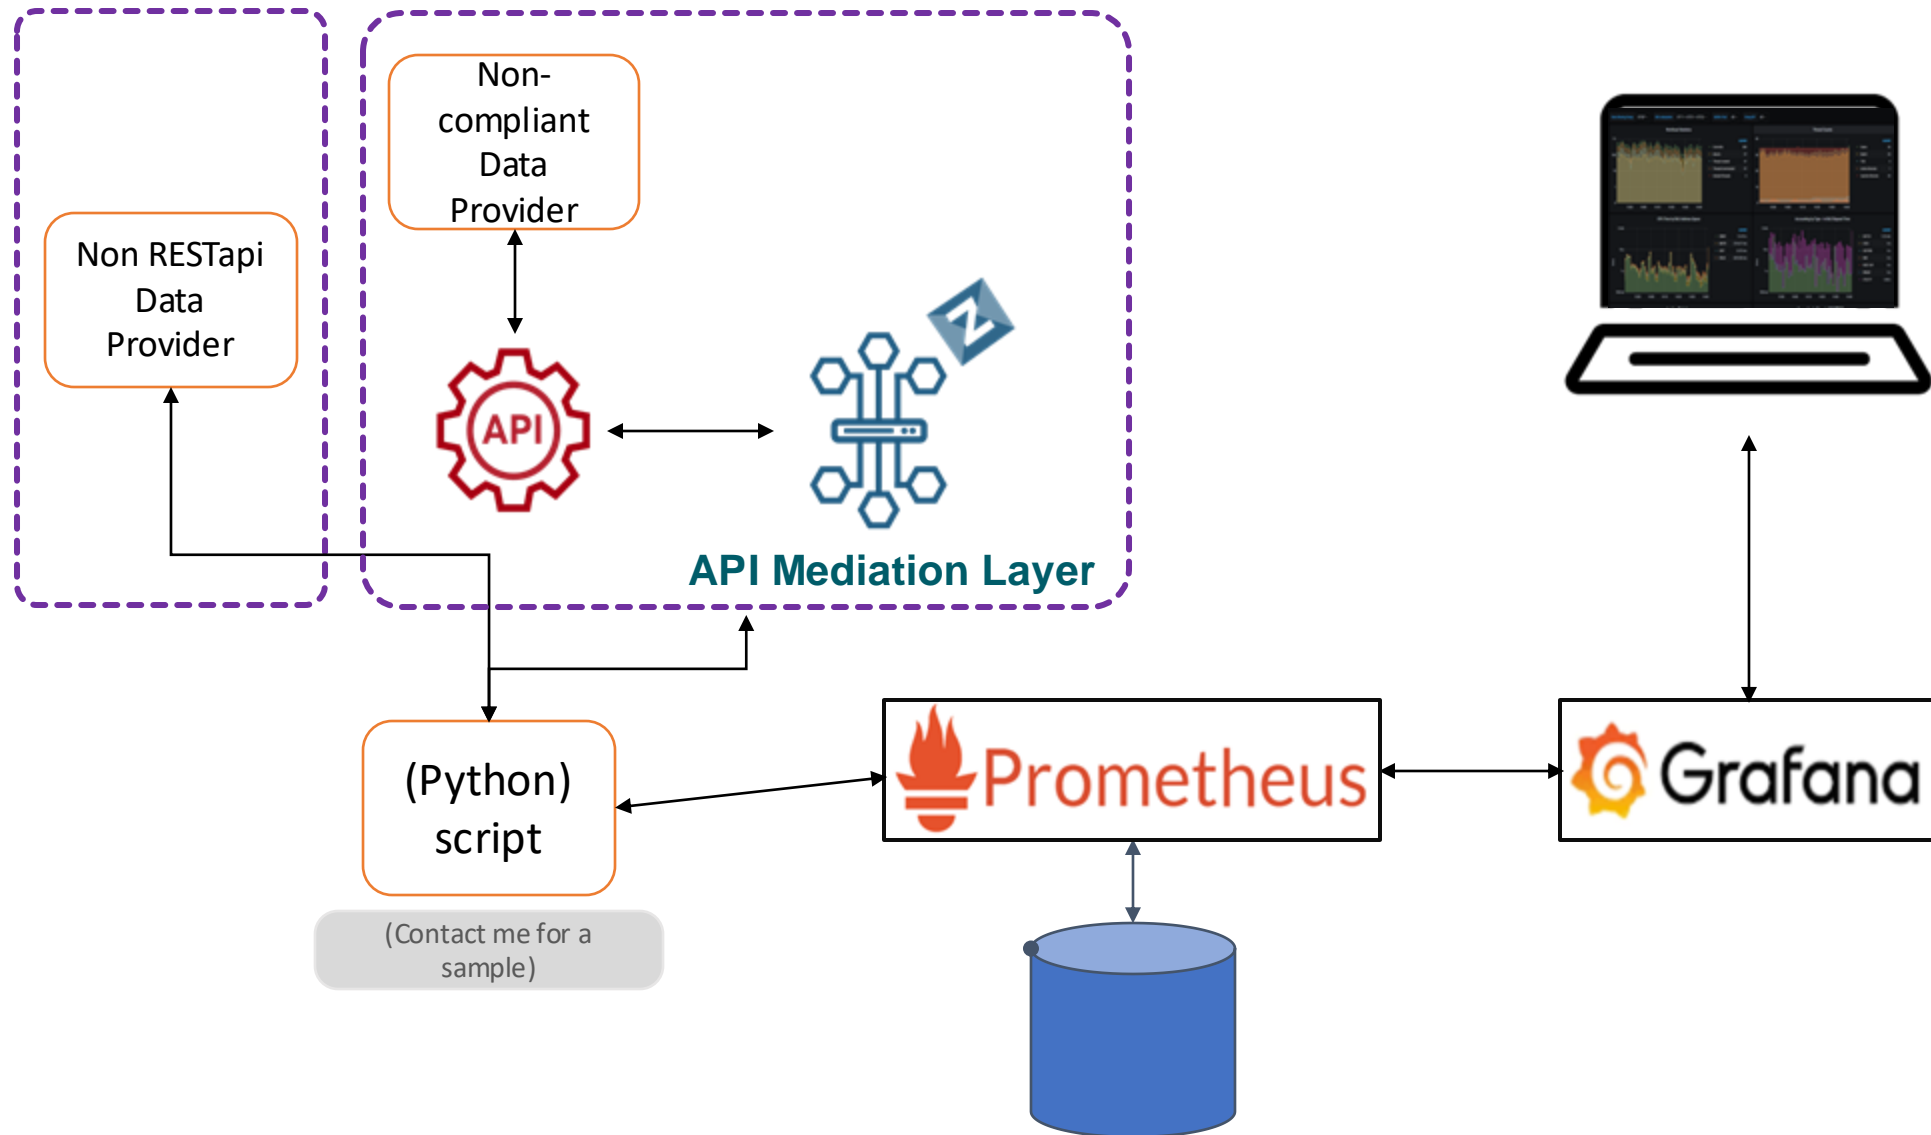 Non-
compliant
Data
Provider
Non RESTapi
Data
Provider
API
Z
API Mediation Layer
(Python)
script
(Contact me for a
sample)
Prometheus
Grafana